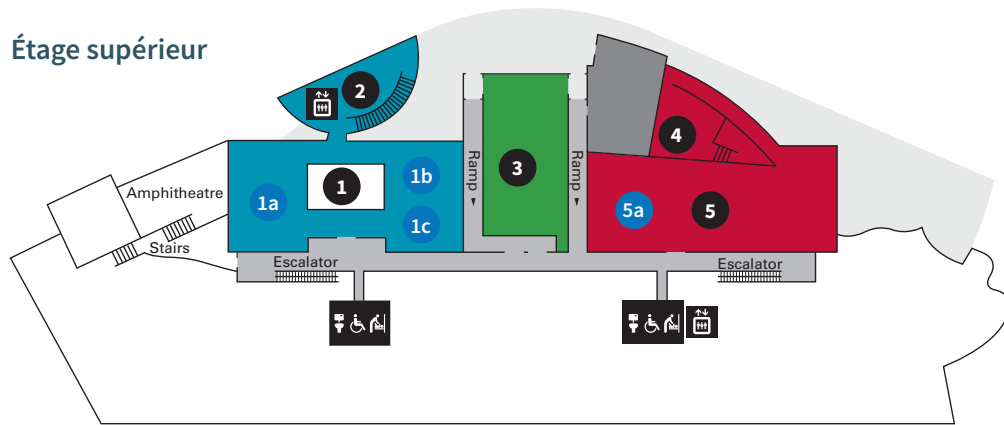 Étage supérieur
2
4
Ramp
3
Ramp
Amphitheatre
1
1b
1a
1c
5a
5
Stairs
Escalator
Escalator